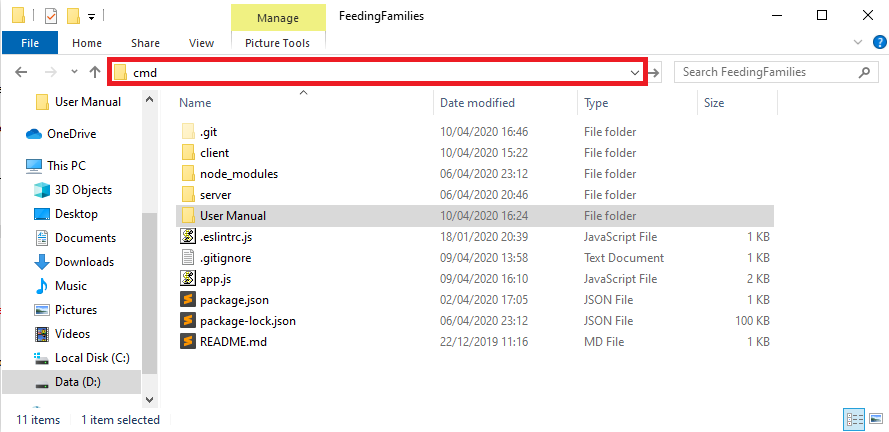 Manage FeedingFamilies
File Home Share View Picture Tools
cmd Search FeedingFamilies
User Manual
OneDrive
This PC
3D Objects
Desktop
Documents
Downloads
Music
Pictures
Videos
Local Disk (C:)
Data (D:)
Name Date modified Type Size
.git 10/04/2020 16:46 File folder
client 10/04/2020 15:22 File folder
node_modules 06/04/2020 23:12 File folder
server 06/04/2020 20:46 File folder
User Manual 10/04/2020 16:24 File folder
.eslintrc.js 18/01/2020 20:39 JavaScript File 1 KB
.gitignore 09/04/2020 13:58 Text Document 1 KB
app.js 09/04/2020 16:10 JavaScript File 2 KB
package.json 02/04/2020 17:05 JSON File 1 KB
package-lock.json 06/04/2020 23:12 JSON File 100 KB
README.md 22/12/2019 11:16 MD File 1 KB
11 items 1 item selected